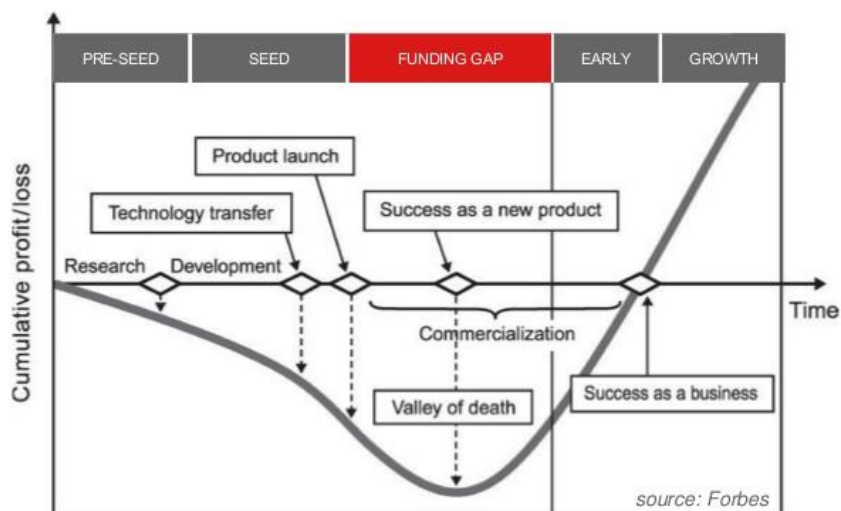 PRE-SEED
SEED
FUNDING GAP
EARLY
GROWTH
Product launch
Technology transfer
Success as a new product
Research
Development
Time
Commercialization
Cumulative profit/loss
Valley of death
Success as a business
source: Forbes